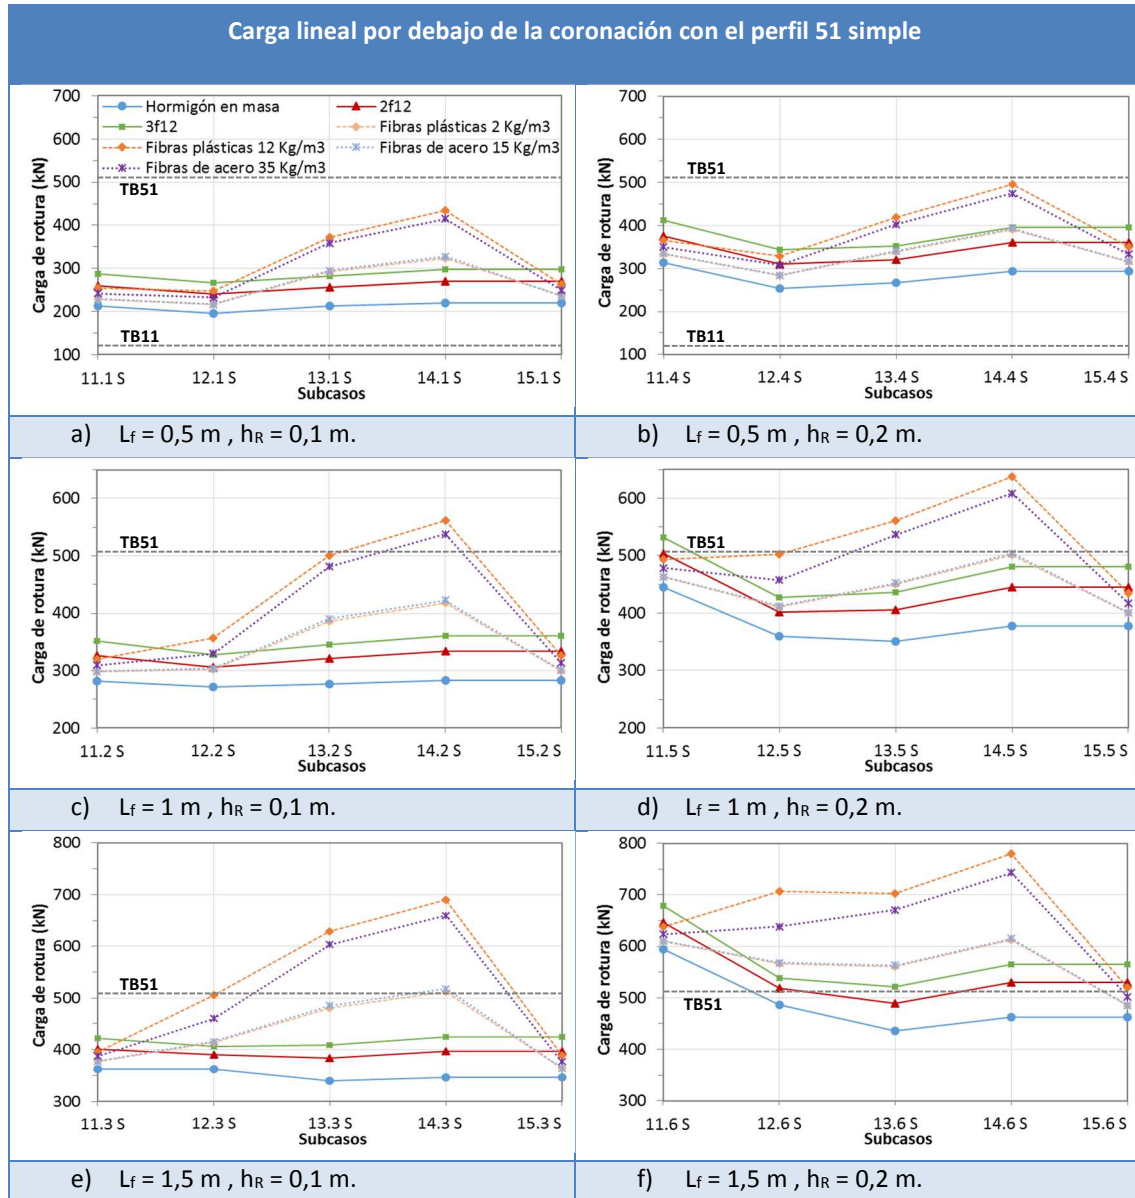 Carga lineal por debajo de la coronación con el perfil 51 simple
700
600
500
400
300
200
100
Carga de rotura (kN)
Hormigón en masa
2f12
3f12
Fibras plásticas 2 Kg/m3
Fibras plásticas 12 Kg/m3
Fibras de acero 15 Kg/m3
Fibras de acero 35 Kg/m3
TB51
TB11
11.1 S 12.1 S 13.1 S 14.1 S 15.1 S
Subcasos
700
600
500
400
300
200
100
Carga de rotura (kN)
TB51
TB11
11.4 S 12.4 S 13.4 S 14.4 S 15.4 S
Subcasos
a) Lf = 0,5 m , hR = 0,1 m.
b) Lf = 0,5 m , hR = 0,2 m.
600
500
400
300
200
Carga de rotura (kN)
TB51
11.2 S 12.2 S 13.2 S 14.2 S 15.2 S
Subcasos
600
500
400
300
200
Carga de rotura (kN)
TB51
11.5 S 12.5 S 13.5 S 14.5 S 15.5 S
Subcasos
c) Lf = 1 m , hR = 0,1 m.
d) Lf = 1 m , hR = 0,2 m.
800
700
600
500
400
300
Carga de rotura (kN)
TB51
11.3 S 12.3 S 13.3 S 14.3 S 15.3 S
Subcasos
800
700
600
500
400
300
Carga de rotura (kN)
TB51
11.6 S 12.6 S 13.6 S 14.6 S 15.6 S
Subcasos
e) Lf = 1,5 m , hR = 0,1 m.
f) Lf = 1,5 m , hR = 0,2 m.